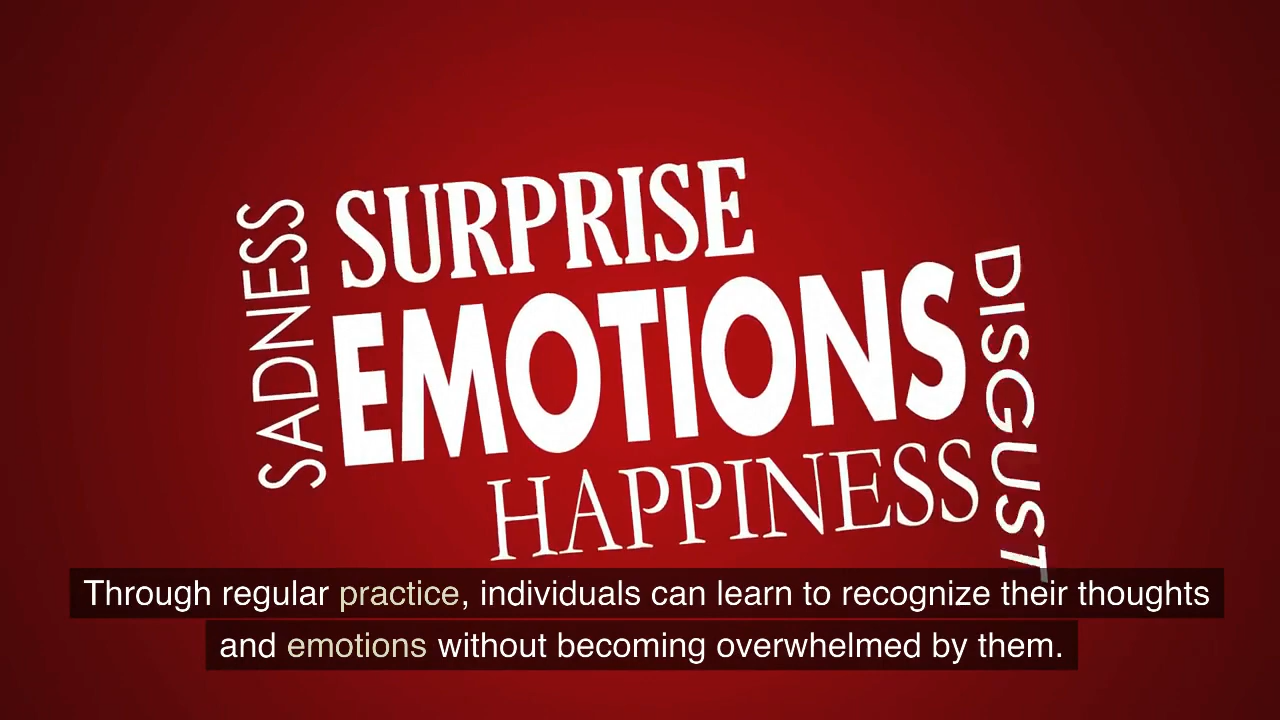 SADNESS
SURPRISE
EMOTIONS
HAPPINESS
DISGUST
Through regular practice, individuals can learn to recognize their thoughts
and emotions without becoming overwhelmed by them.